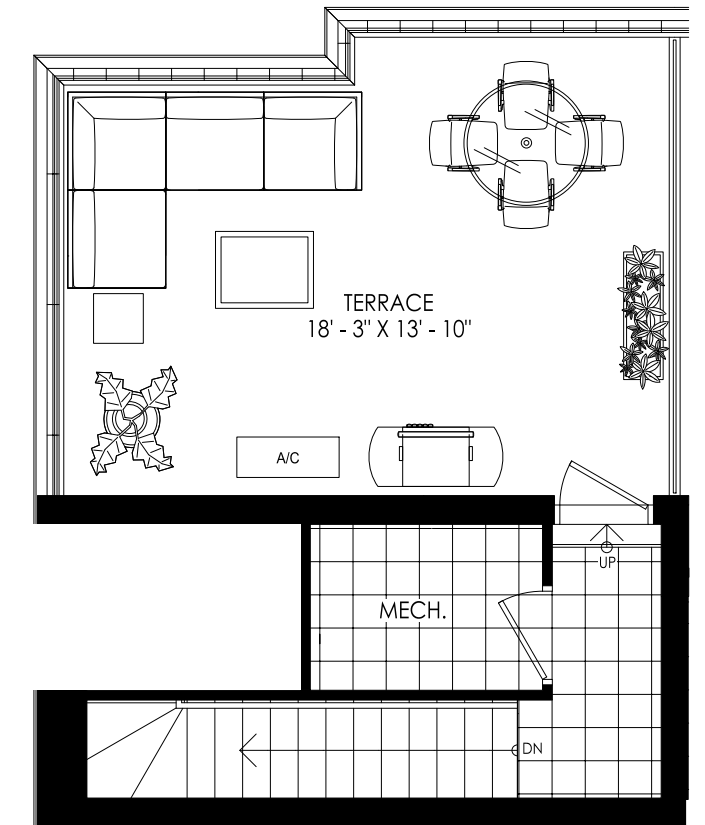 TERRACE
18' - 3" X 13' - 10"
A/C
UP
MECH.
DN